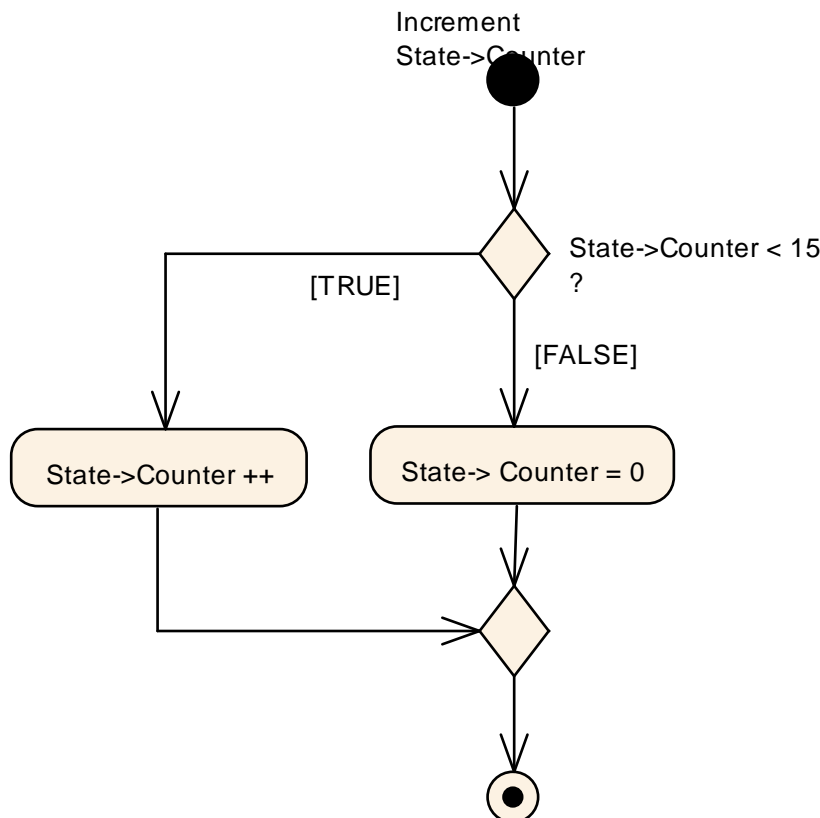 Increment
State->Counter
State->Counter < 15
?
[TRUE]
[FALSE]
State->Counter ++
State-> Counter = 0